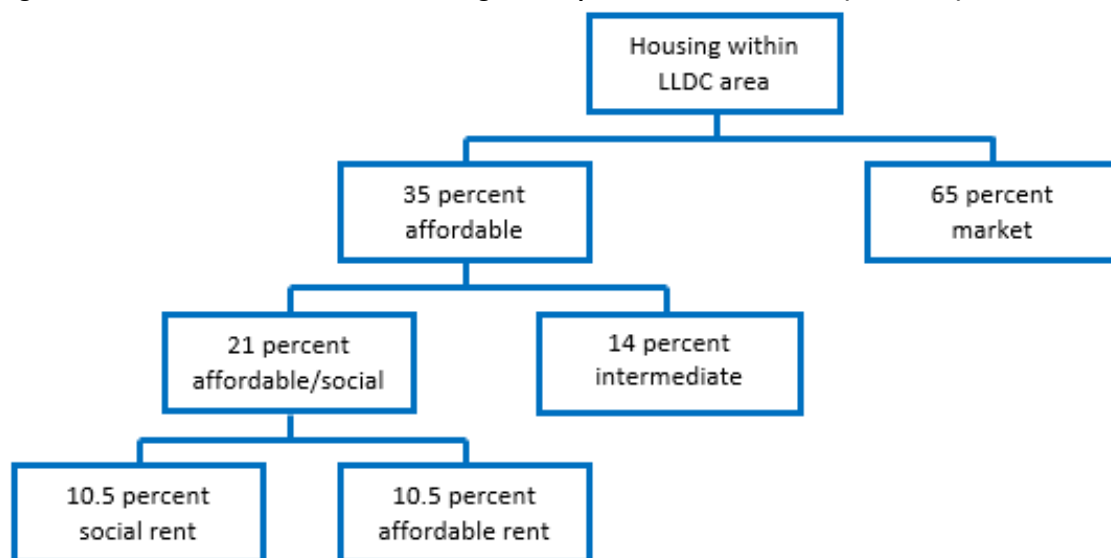 Housing within
LLDC area
35 percent
affordable
65 percent
market
21 percent
affordable/social
14 percent
intermediate
10.5 percent
social rent
10.5 percent
affordable rent